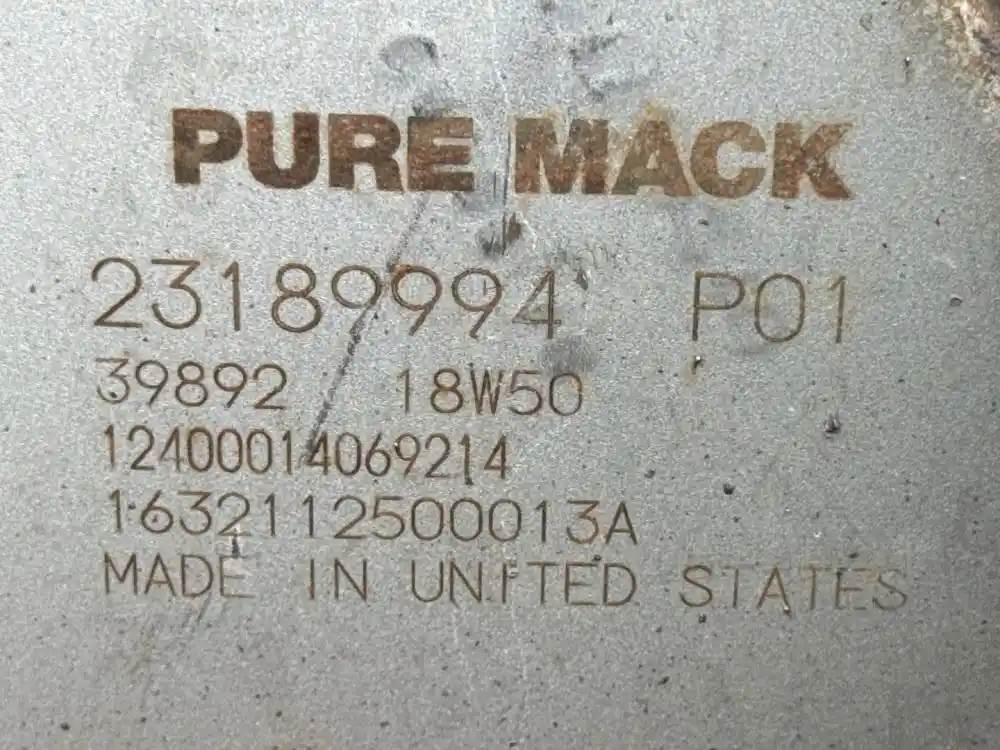 PURE MACK
23189994 P01
39892 18W50
12400014069214
1632112500013A
MADE IN UNITED STATES